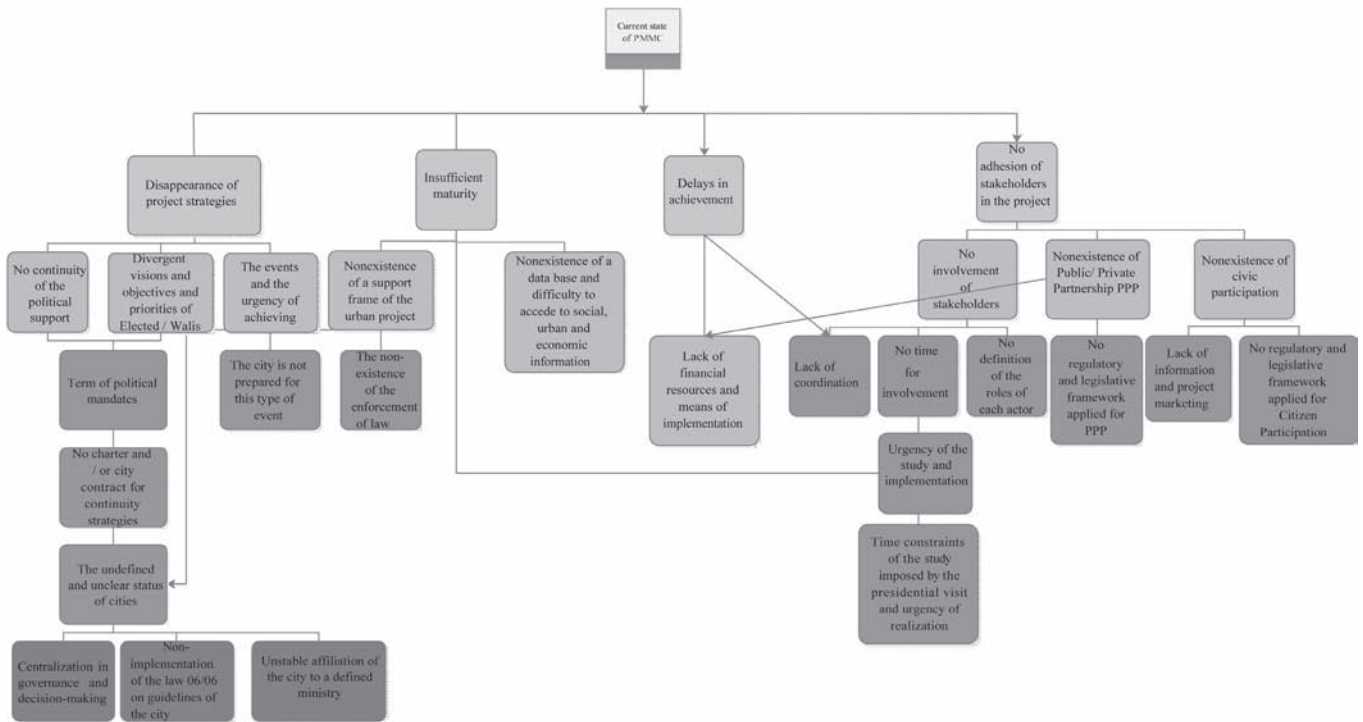 Current state
of PMMC
Disappearance of
project strategies
Insufficient
maturity
Delays in
achievement
No
adhesion of
stakeholders
in the project
No continuity
of the
political
support
Divergent
visions and
objectives and
priorities of
Elected / Walis
The events
and the
urgency of
achieving
Nonexistence
of a support
frame of the
urban project
Nonexistence of a
data base and
difficulty to
accede to social,
urban and
economic
information
No
involvement
of
stakeholders
Nonexistence of
Public/ Private
Partnership PPP
Nonexistence of
civic
participation
Term of political
mandates
The city is not
prepared for
this type of
event
The non-
existence of
the
enforcement
of law
Lack of
financial
resources and
means of
implementation
Lack of
coordination
No time
for
involvement
No
definition
of the
roles of
each actor
No
regulatory
and legislative
framework
applied for
PPP
Lack of
information
and project
marketing
No regulatory and
legislative
framework
applied for
Citizen
Participation
No charter and
/ or city
contract for
continuity
strategies
Urgency of the
study and
implementation
The undefined
and unclear status
of cities
Time constraints
of the study
imposed by the
presidential visit
and urgency of
realization
Centralization in
governance and
decision-making
Non-
implementation
of the law 06/06
on guidelines of
the city
Unstable affiliation of
the city to a defined
ministry